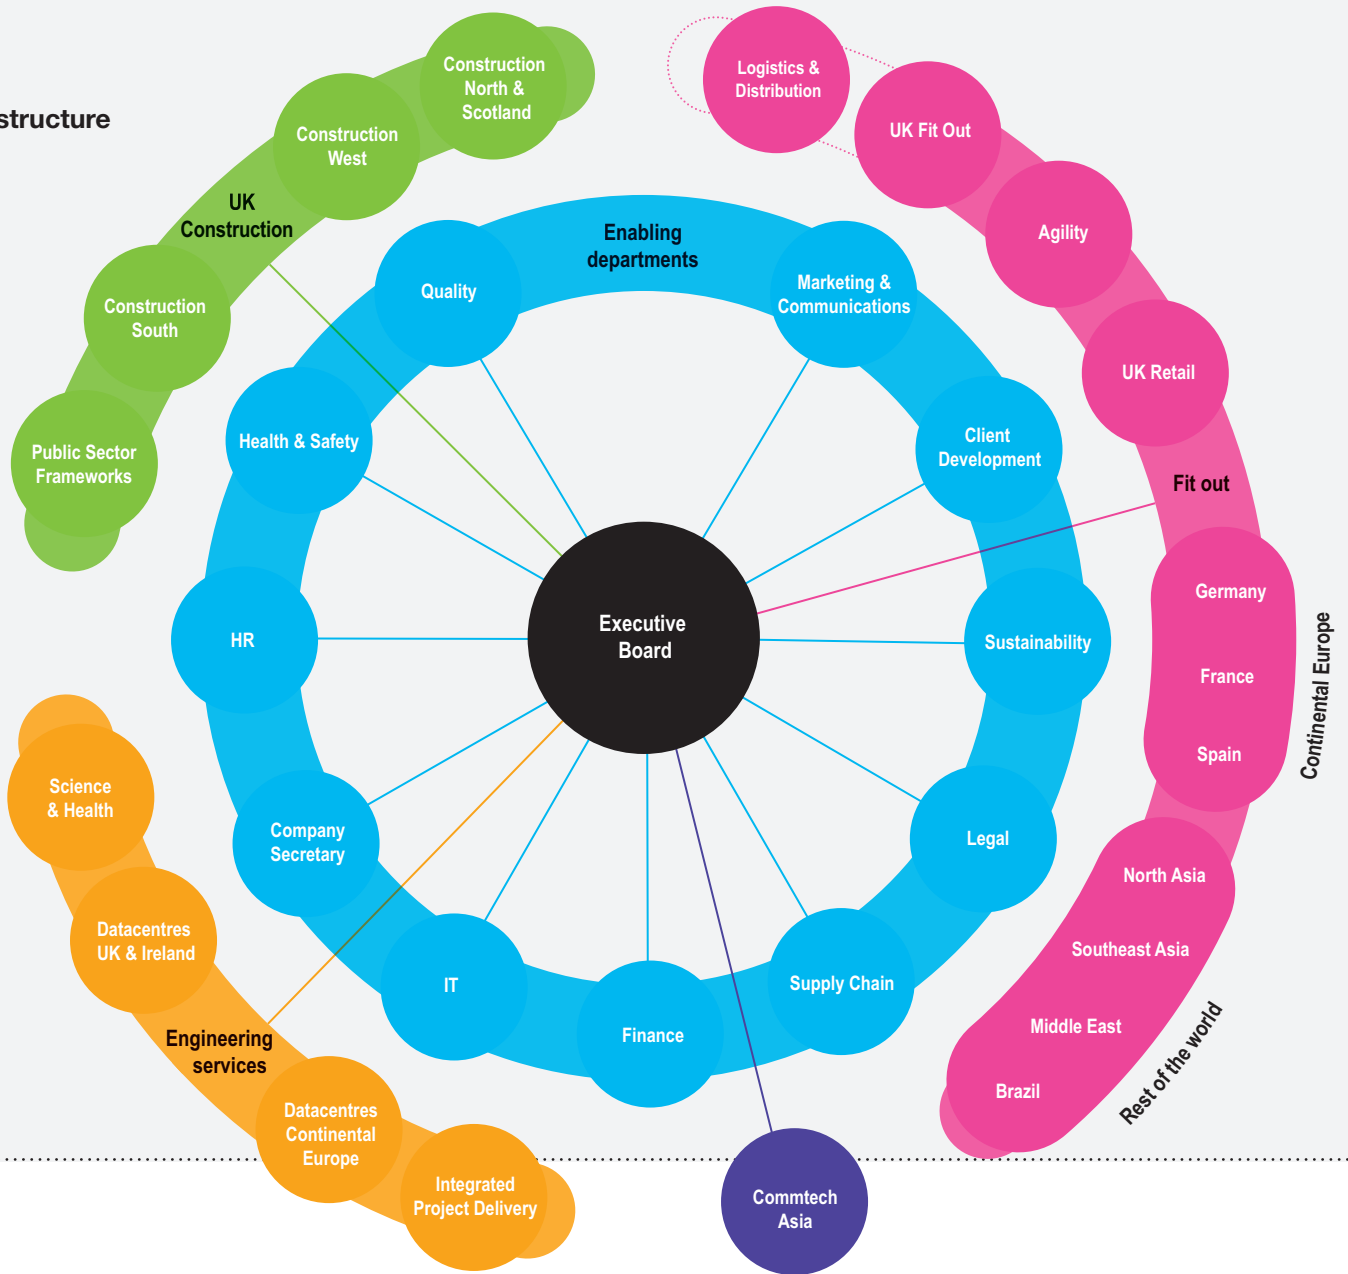 structure
Construction
North &
Scotland
Construction
West
UK
Construction
Construction
South
Public Sector
Frameworks
Logistics &
Distribution
UK Fit Out
Agility
UK Retail
Fit out
Germany
France
Spain
Continental Europe
North Asia
Southeast Asia
Middle East
Brazil
Rest of the world
Enabling
departments
Quality
Marketing &
Communications
Health & Safety
Client
Development
HR
Executive
Board
Sustainability
Company
Secretary
Legal
IT
Finance
Supply Chain
Science
& Health
Datacentres
UK & Ireland
Engineering
services
Datacentres
Continental
Europe
Integrated
Project Delivery
Commtech
Asia